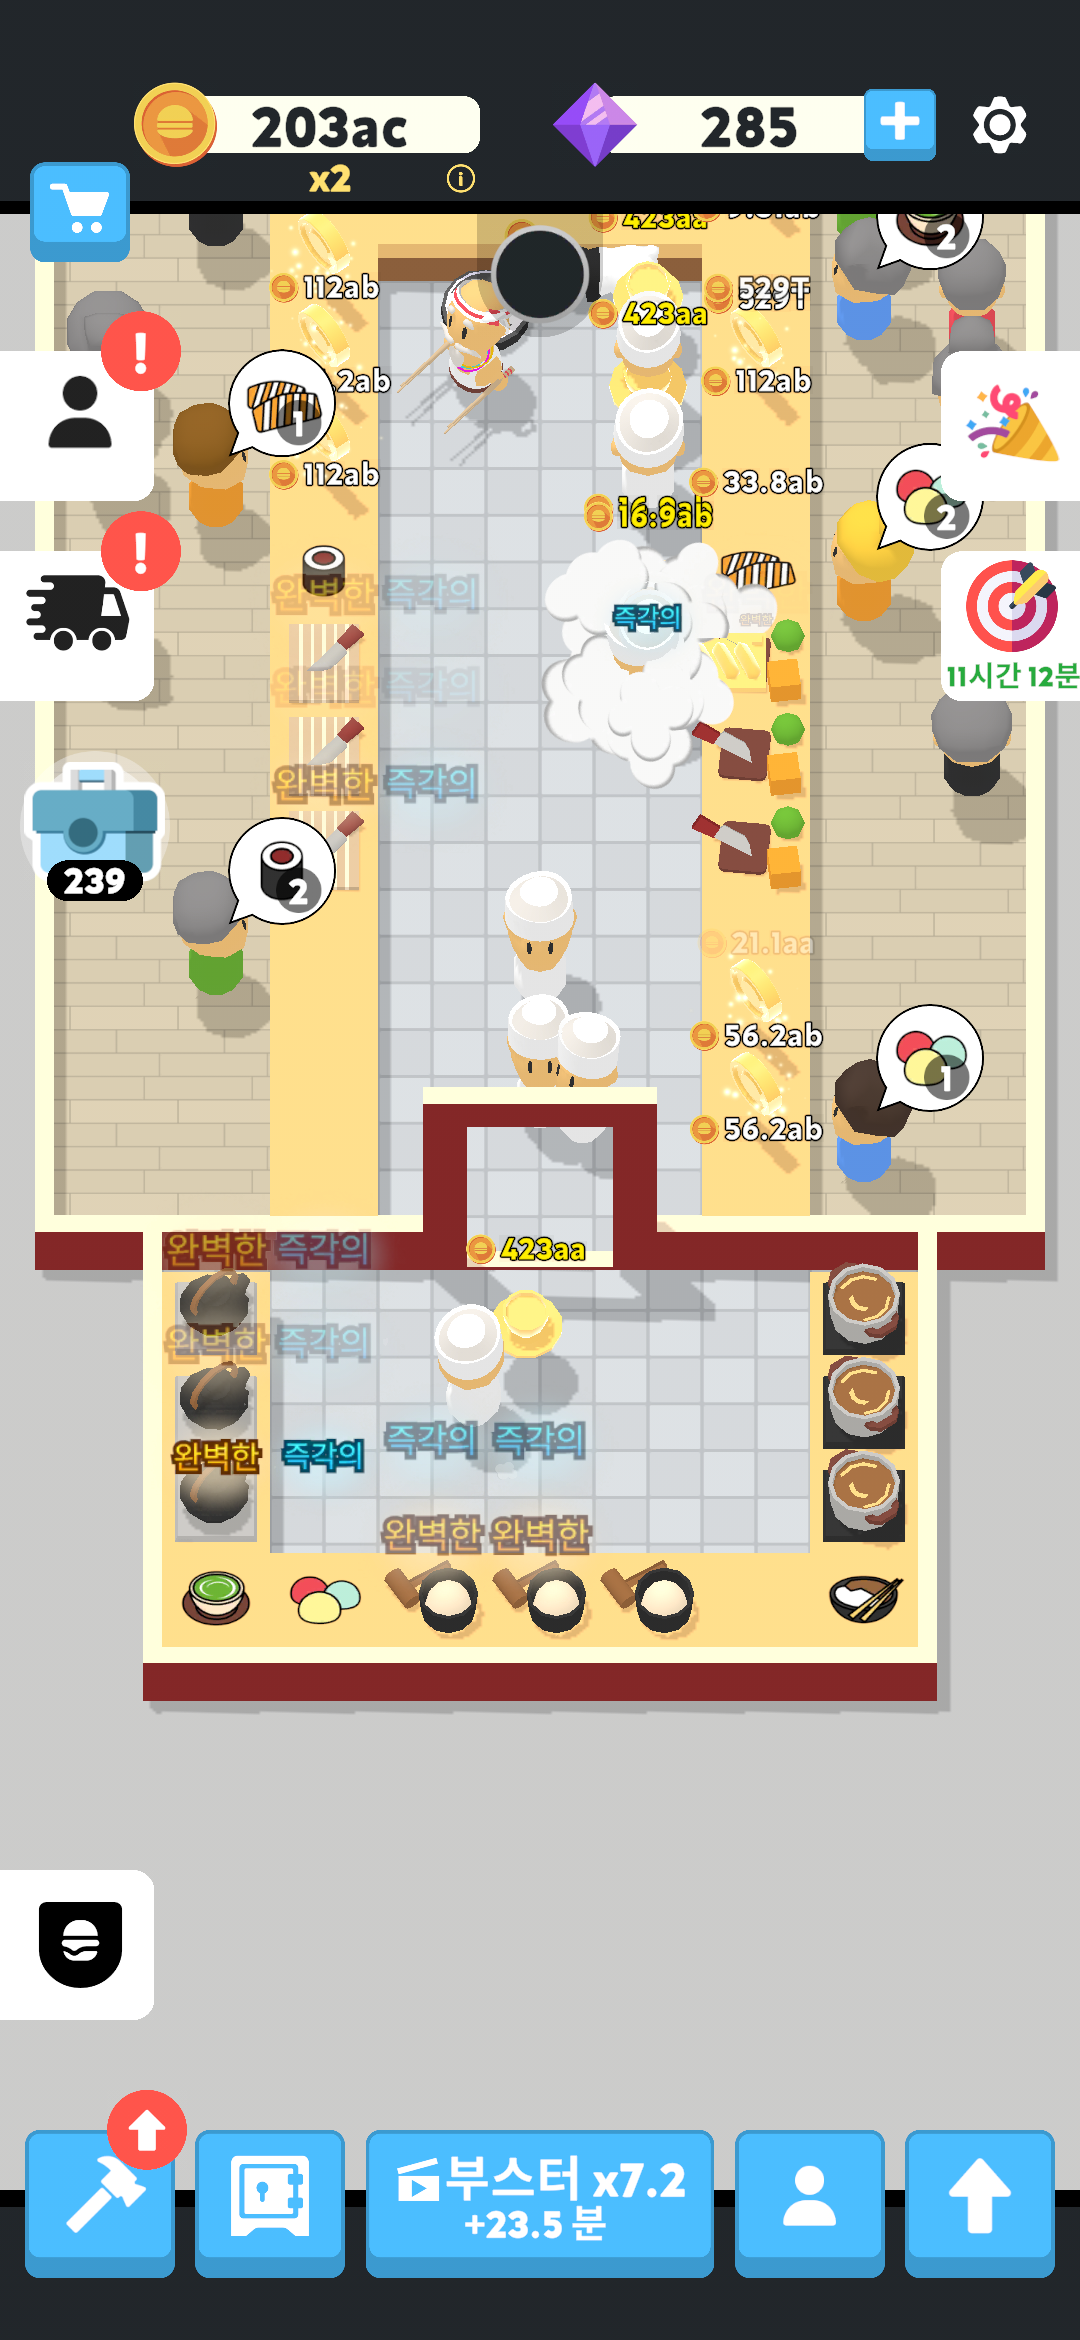 203ac
285
x2
423aa
2
112ab
529T
423aa
2ab
112ab
1
112ab
33.8ab
2
16.9ab
완벽한 즉각의
즉각의
완벽한
11시간 12분
완벽한 즉각의
완벽한 즉각의
239
2
21.1aa
56.2ab
1
56.2ab
완벽한 즉각의
423aa
완벽한 즉각의
완벽한 즉각의 즉각의 즉각의
완벽한 완벽한
부스터 x7.2
+23.5 분